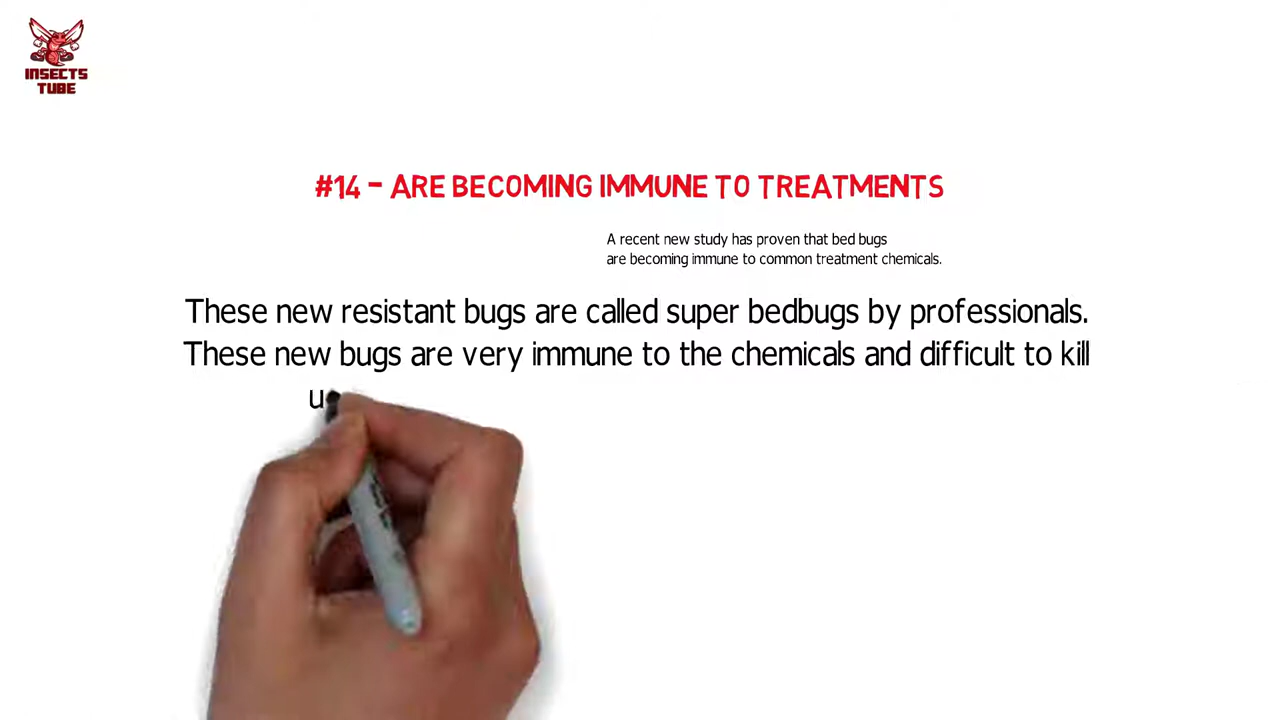 INSECTS
TUBE
#14 - ARE BECOMING IMMUNE TO TREATMENTS
A recent new study has proven that bed bugs
are becoming immune to common treatment chemicals.
These new resistant bugs are called super bedbugs by professionals.
These new bugs are very immune to the chemicals and difficult to kill
u